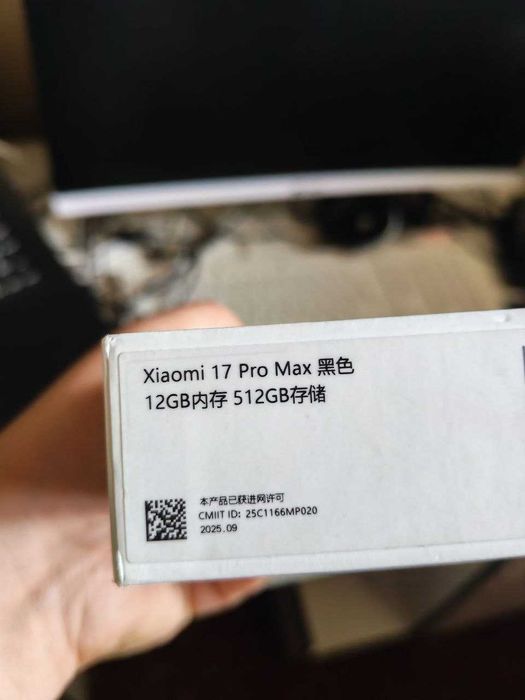 Xiaomi 17 Pro Max 黑色
12GB内存 512GB存储
本产品已获进网许可
CMIIT ID: 25C1166MP020
2025.09